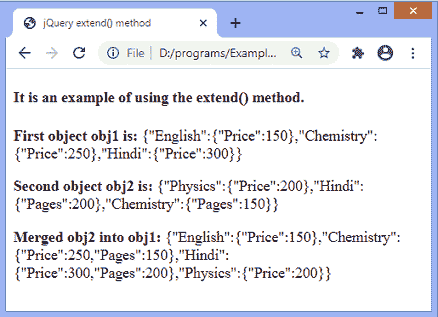 jQuery extend() method
File
D:/programs/Exampl...
It is an example of using the extend() method.
First object obj1 is: {"English":{"Price":150},"Chemistry":
{"Price":250},"Hindi":{"Price":300}}
Second object obj2 is: {"Physics":{"Price":200},"Hindi":
{"Pages":200},"Chemistry":{"Pages":150}}
Merged obj2 into obj1: {"English":{"Price":150},"Chemistry":
{"Price":250,"Pages":150},"Hindi":
{"Price":300,"Pages":200},"Physics":{"Price":200}}